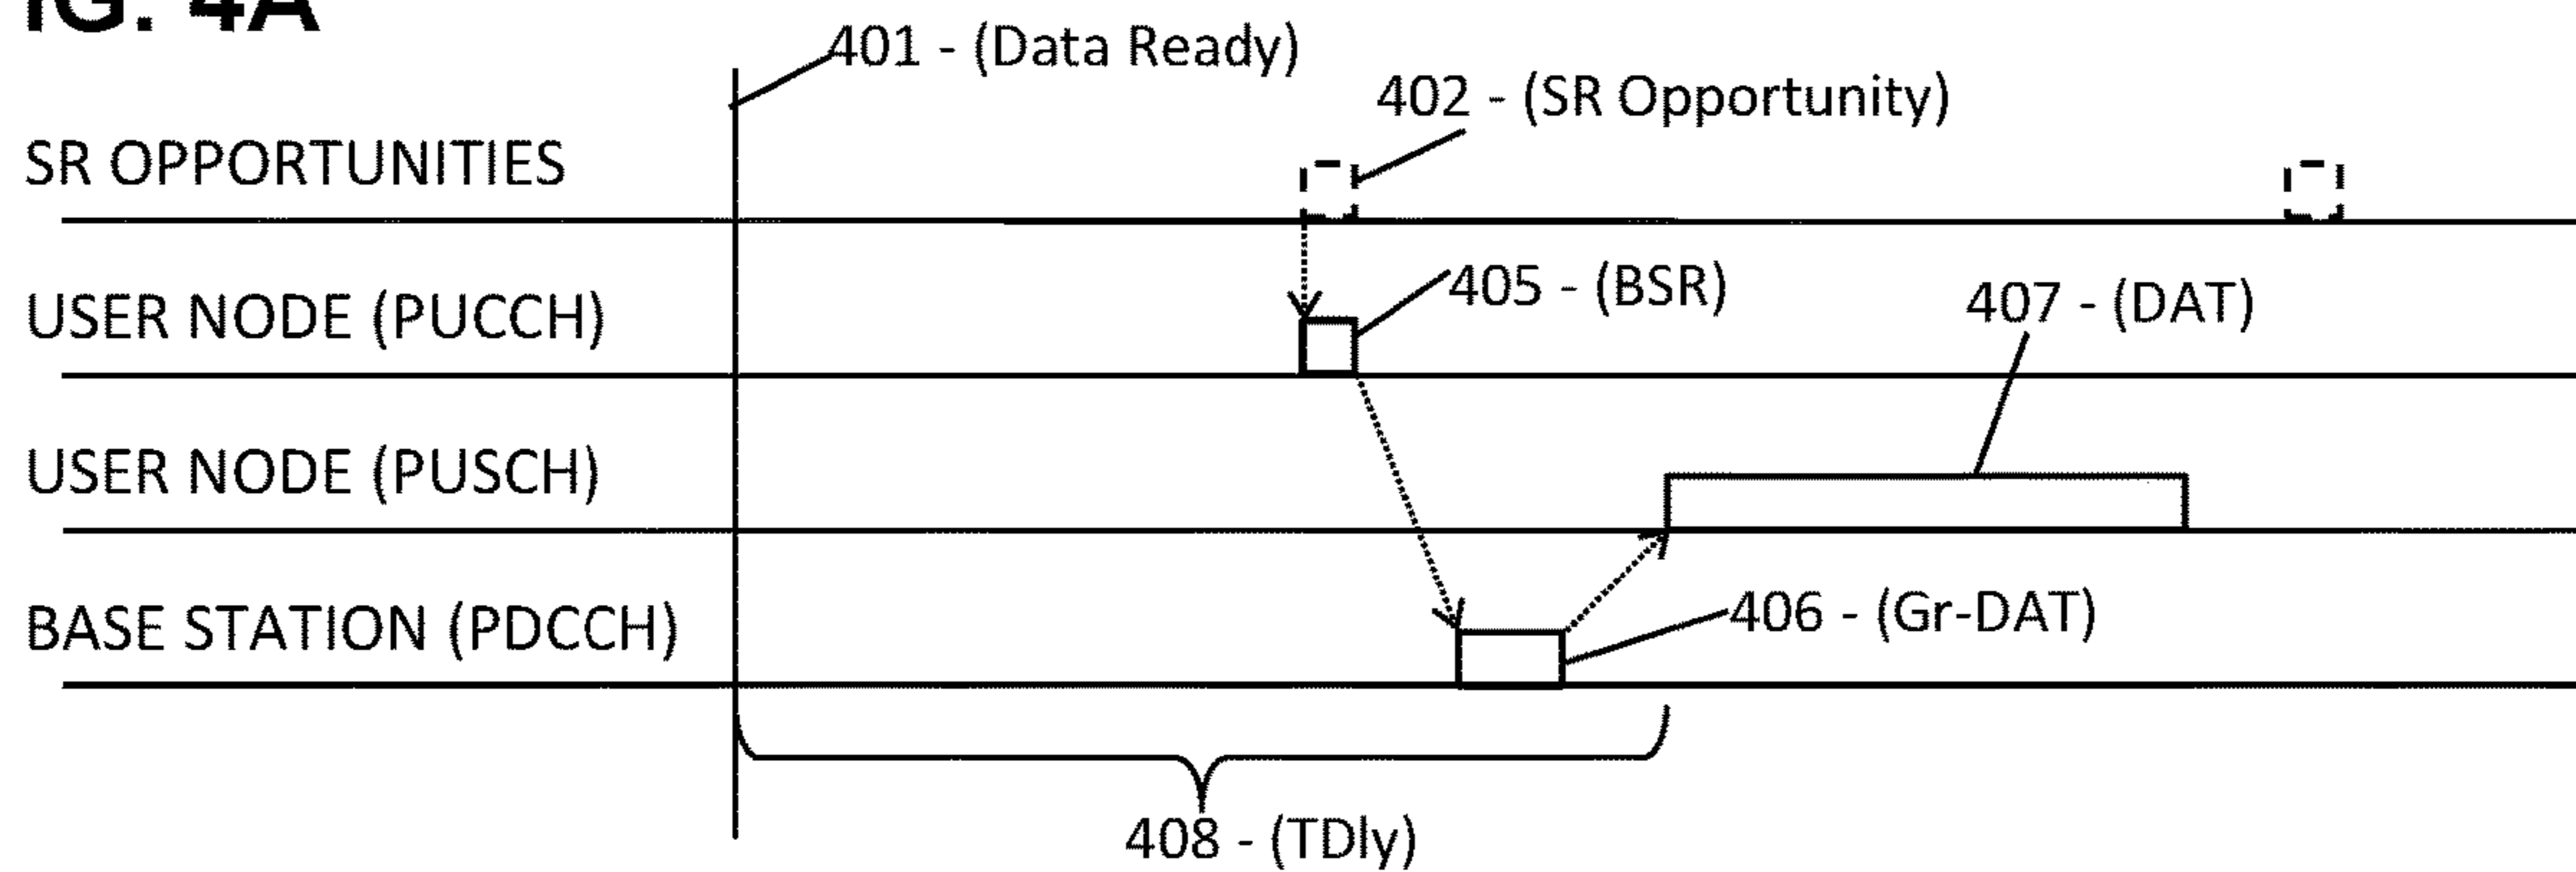 IG. 4A
401 - (Data Ready)
402 - (SR Opportunity)
SR OPPORTUNITIES
405 - (BSR)
USER NODE (PUCCH)
407 - (DAT)
USER NODE (PUSCH)
406 - (Gr-DAT)
BASE STATION (PDCCH)
408 - (TDly)